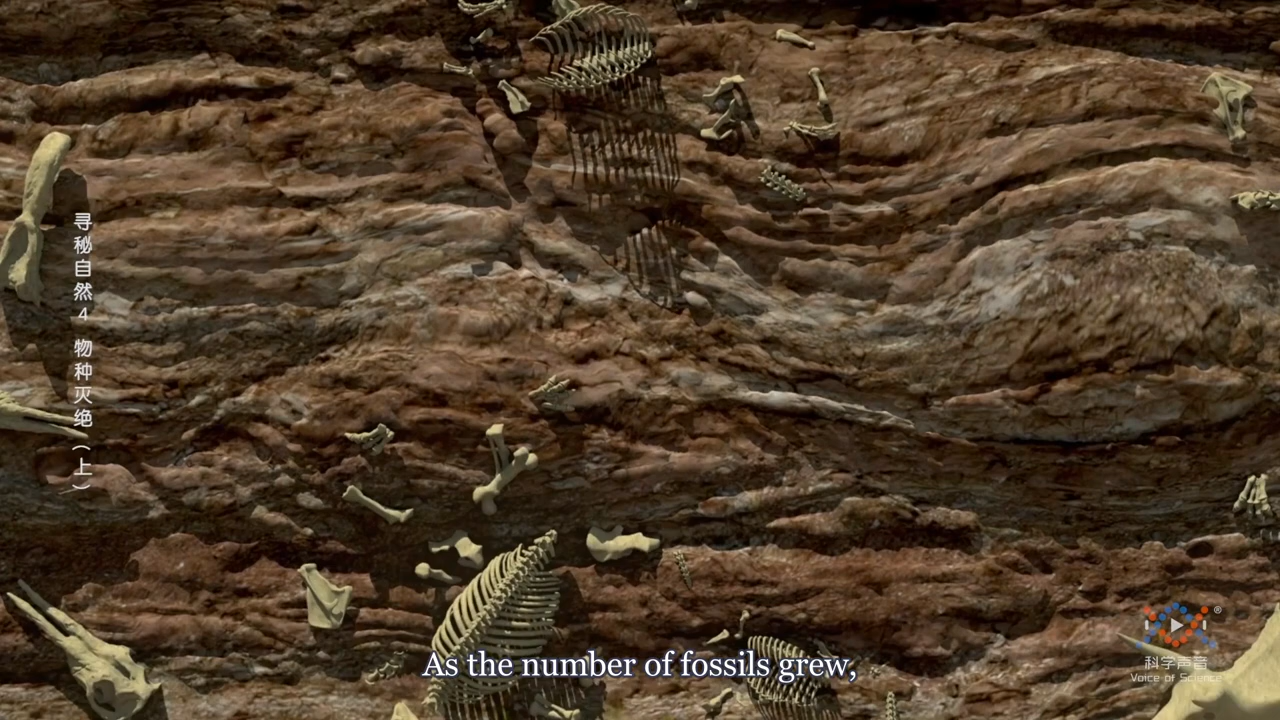 寻秘自然4 物种灭绝（上）
As the number of fossils grew,
科学声音®
Voice of Science